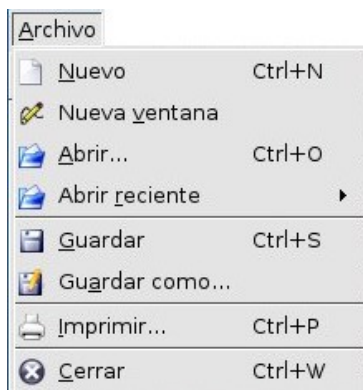 Archivo
Nuevo Ctrl+N
Nueva ventana
Abrir... Ctrl+O
Abrir reciente
Guardar Ctrl+S
Guardar como...
Imprimir... Ctrl+P
Cerrar Ctrl+W